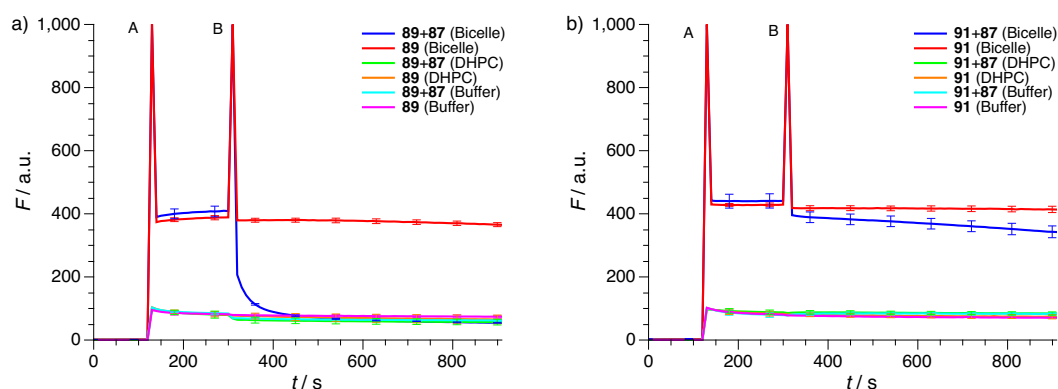 a)
A
B
1,000
800
600
400
200
0
F / a.u.
0
200
400
600
800
t / s
89+87 (Bicelle)
89 (Bicelle)
89+87 (DHPC)
89 (DHPC)
89+87 (Buffer)
89 (Buffer)
b)
A
B
1,000
800
600
400
200
0
F / a.u.
0
200
400
600
800
t / s
91+87 (Bicelle)
91 (Bicelle)
91+87 (DHPC)
91 (DHPC)
91+87 (Buffer)
91 (Buffer)